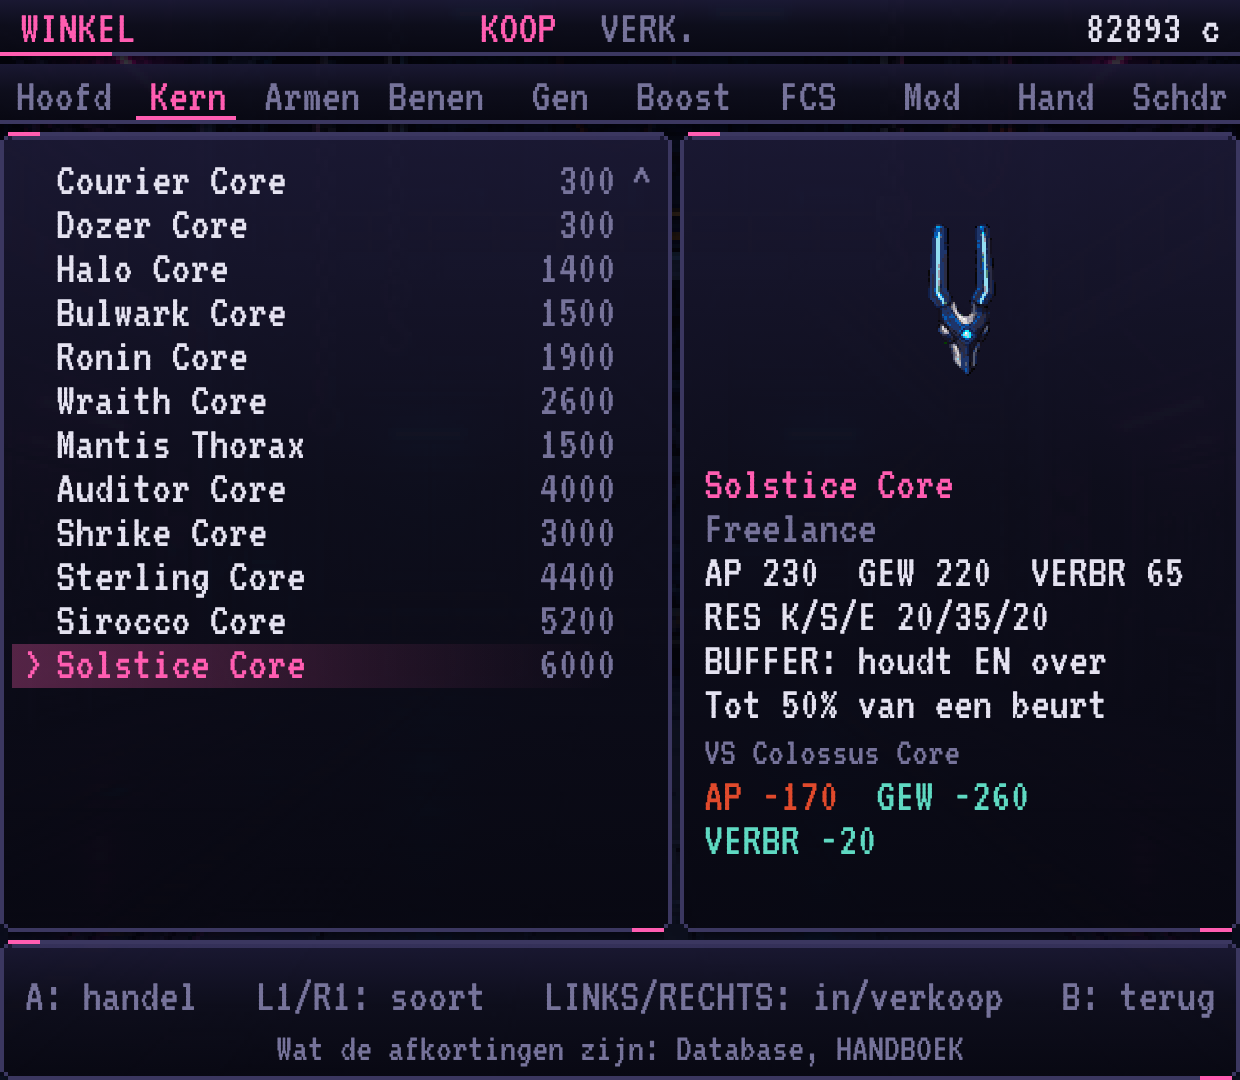 WINKEL KOOP VERK. 82893 c
Hoofd Kern Armen Benen Gen Boost FCS Mod Hand Schdr
Courier Core 300 ^
Dozer Core 300
Halo Core 1400
Bulwark Core 1500
Ronin Core 1900
Wraith Core 2600
Mantis Thorax 1500
Auditor Core 4000
Shrike Core 3000
Sterling Core 4400
Sirocco Core 5200
> Solstice Core 6000
Solstice Core
Freelance
AP 230 GEW 220 VERBR 65
RES K/S/E 20/35/20
BUFFER: houdt EN over
Tot 50% van een beurt
VS Colossus Core
AP -170 GEW -260
VERBR -20
A: handel L1/R1: soort LINKS/RECHTS: in/verkoop B: terug
Wat de afkortingen zijn: Database, HANDBOEK